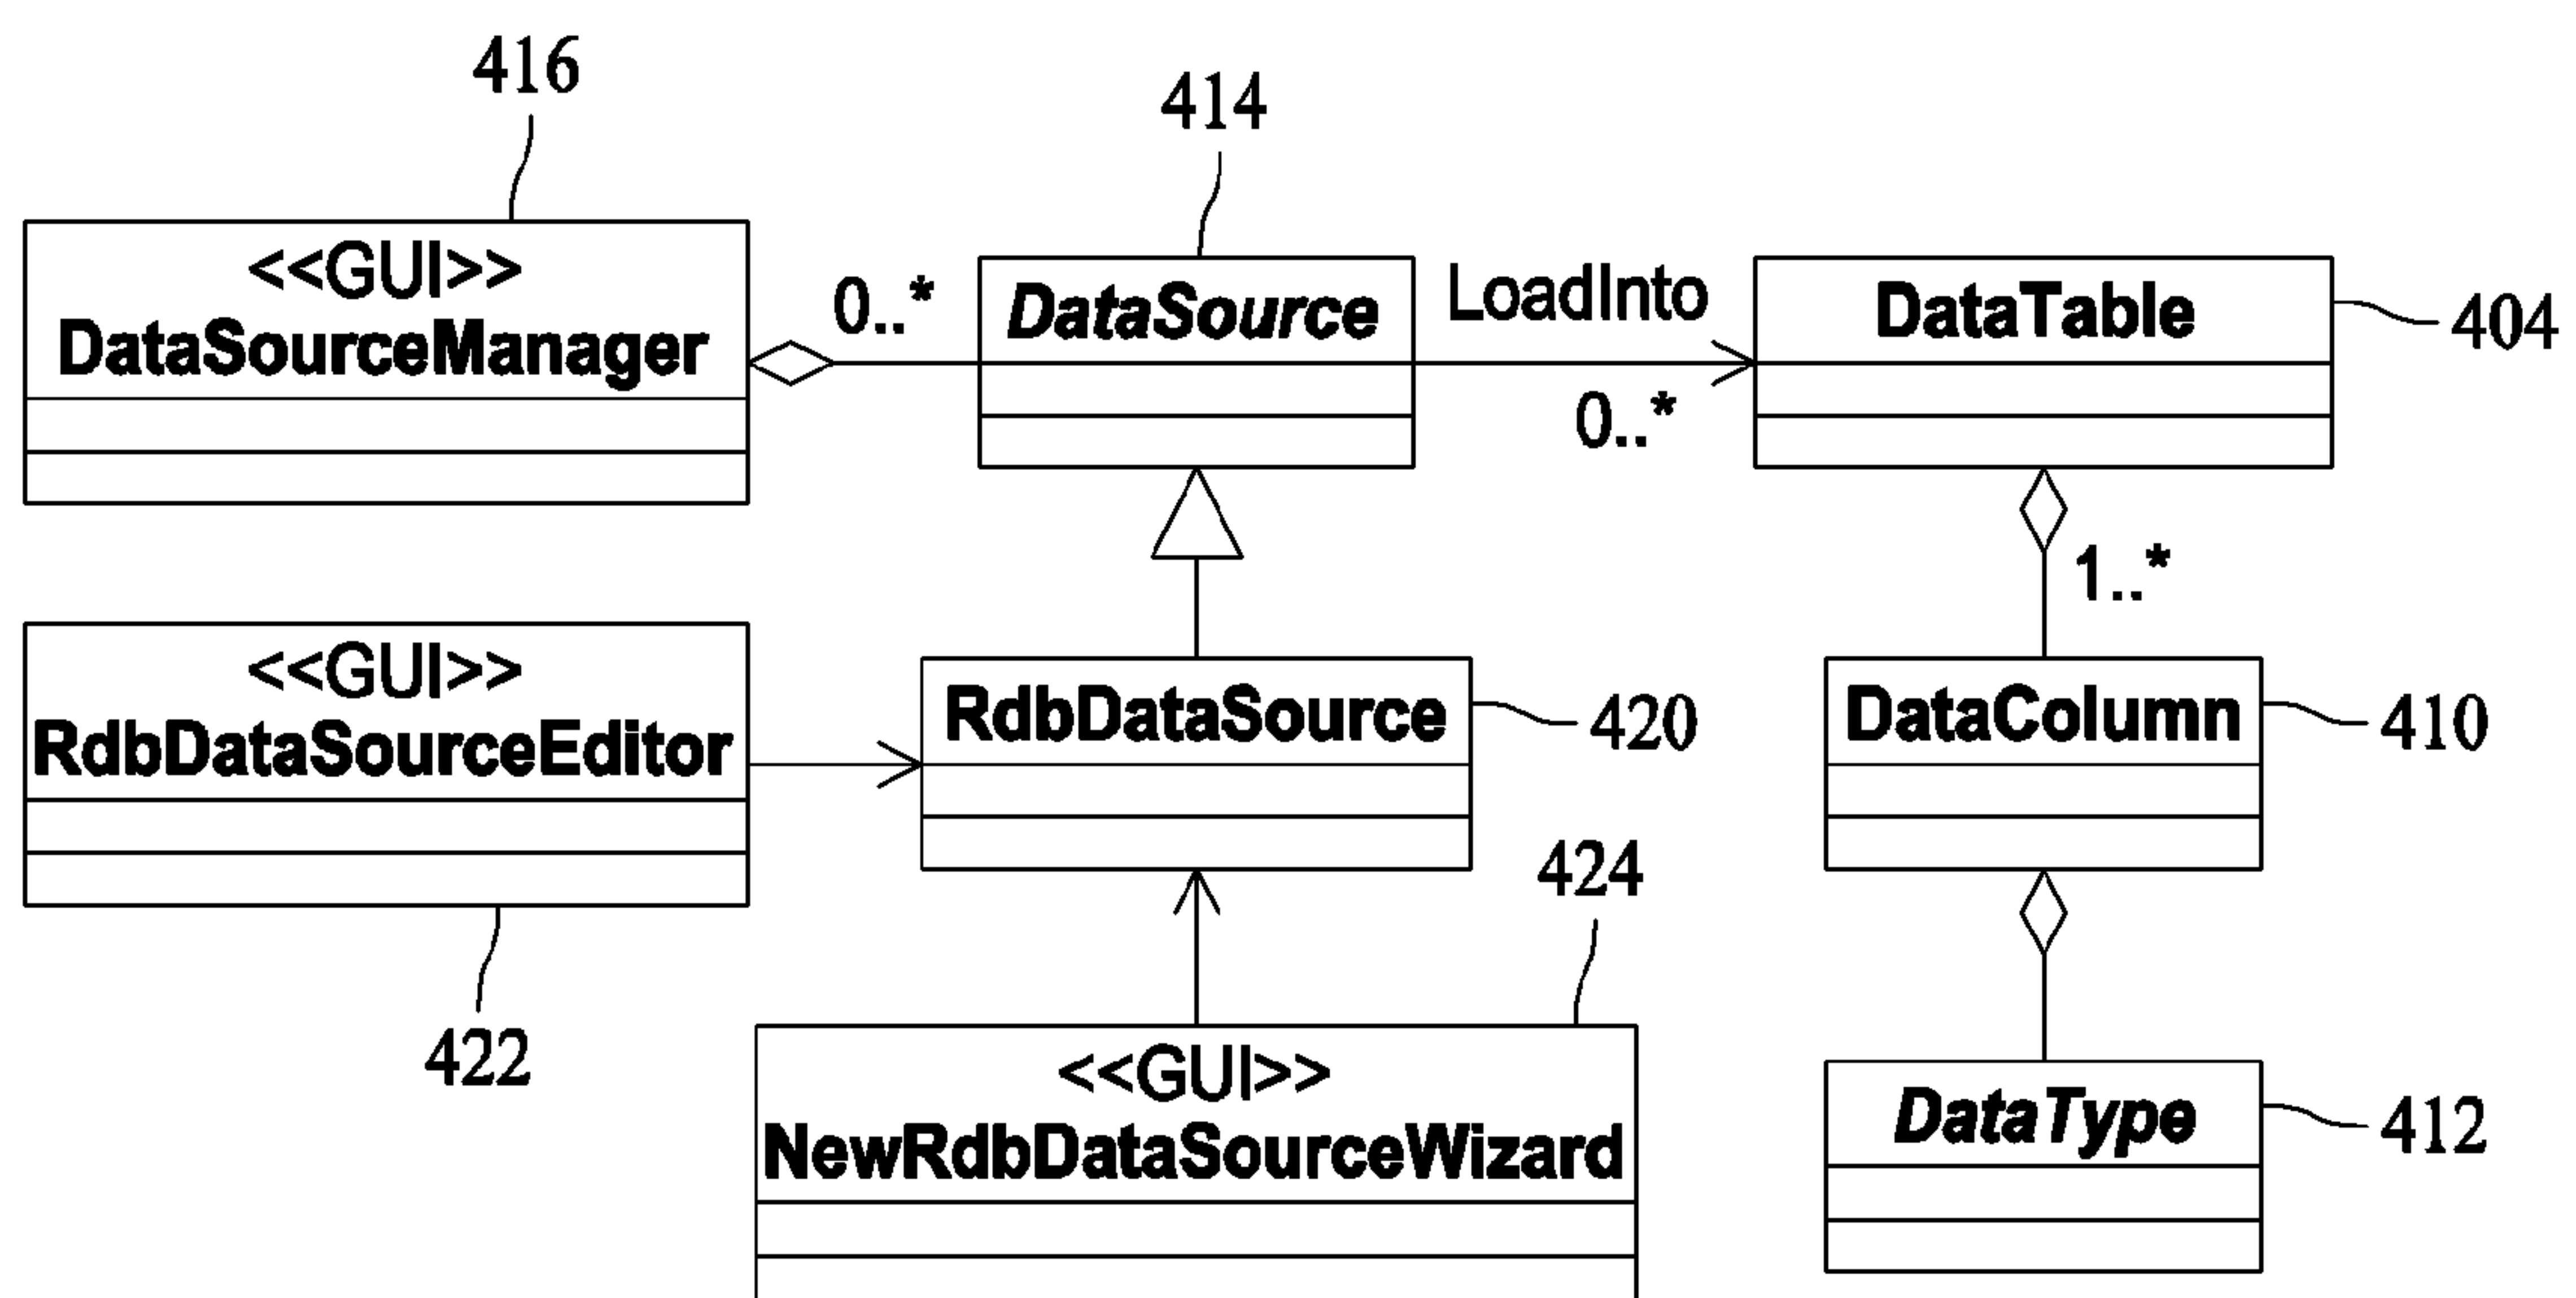 416
414
<<GUI>>
DataSourceManager
0..*
DataSource
LoadInto
0..*
DataTable
404
1..*
<<GUI>>
RdbDataSourceEditor
422
RdbDataSource
420
DataColumn
410
424
<<GUI>>
NewRdbDataSourceWizard
DataType
412